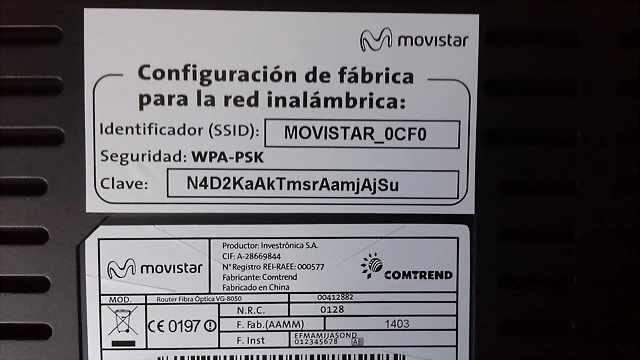 movistar
Configuración de fábrica
para la red inalámbrica:
Identificador (SSID): MOVISTAR_0CF0
Seguridad: WPA-PSK
Clave: N4D2KaAkTmsrAamjAjSu
movistar
Productor: Investrónica S.A.
CIF: A-28669844
N° Registro REI-RAEE: 000577
Fabricante: Comtrend
Fabricado en China
COMTREND
MOD. Router Fibra Óptica VG-8050 00412882
N.R.C. 0128
CE 0197
F. Fab.(AAMM) 1403
F. Inst EFMAMJJASOND
012345678 AB